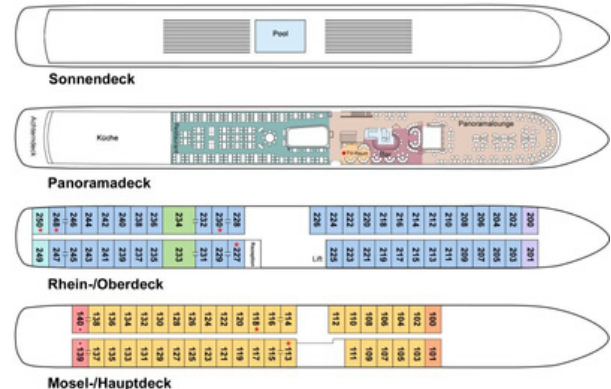 Pool
Sonnendeck
Achterndeck
Küche
Restaurant
Bar
Panoramalounge
Panoramadeck
250 248 246 244 242 240 238 236 234 232 230 228 226 224 222 220 218 216 214 212 210 208 206 204 202 200
249 247 245 243 241 239 237 235 233 231 229 227 Rezeption Lift 225 223 221 219 217 215 213 211 209 207 205 203 201
Rhein-/Oberdeck
140 138 136 134 132 130 128 126 124 122 120 118 116 114 112 110 108 106 104 102 100
139 137 135 133 131 129 127 125 123 121 119 117 115 113 111 109 107 105 103 101
Mosel-/Hauptdeck